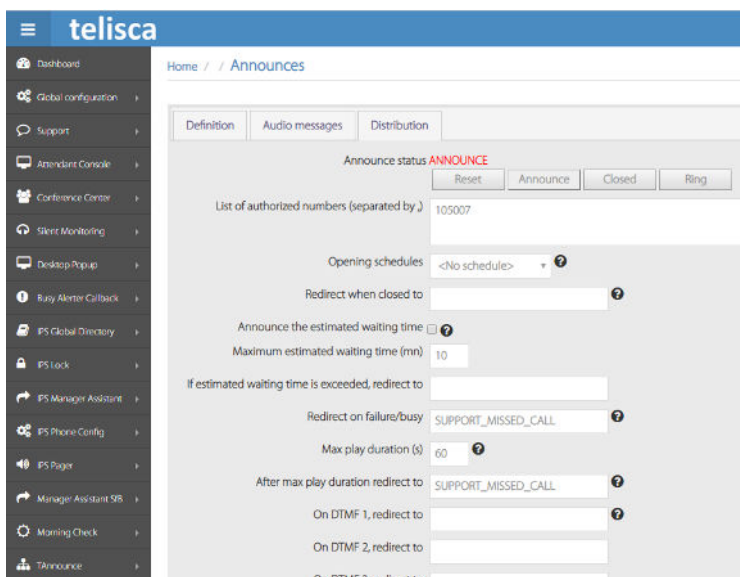 telisca
Dashboard
Global configuration
Support
Attendant Console
Conference Center
Silent Monitoring
Desktop Popup
Busy Alerter Callback
IPS Global Directory
IPS Lock
IPS Manager Assistant
IPS Phone Config
IPS Pager
Manager Assistant SfB
Morning Check
TAnnounce
Home / / Announces
Definition Audio messages Distribution
Announce status ANNOUNCE
Reset Announce Closed Ring
List of authorized numbers (separated by ,) 105007
Opening schedules <No schedule>
Redirect when closed to
Announce the estimated waiting time
Maximum estimated waiting time (mn) 10
If estimated waiting time is exceeded, redirect to
Redirect on failure/busy SUPPORT_MISSED_CALL
Max play duration (s) 60
After max play duration redirect to SUPPORT_MISSED_CALL
On DTMF 1, redirect to
On DTMF 2, redirect to